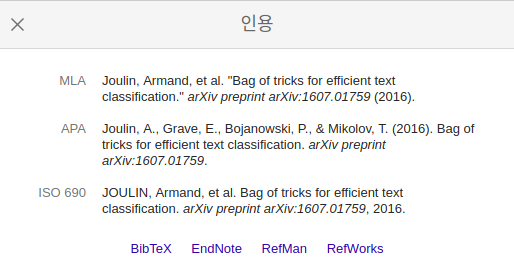 인용
MLA Joulin, Armand, et al. "Bag of tricks for efficient text
classification." arXiv preprint arXiv:1607.01759 (2016).
APA Joulin, A., Grave, E., Bojanowski, P., & Mikolov, T. (2016). Bag of
tricks for efficient text classification. arXiv preprint
arXiv:1607.01759.
ISO 690 JOULIN, Armand, et al. Bag of tricks for efficient text
classification. arXiv preprint arXiv:1607.01759, 2016.
BibTeX EndNote RefMan RefWorks